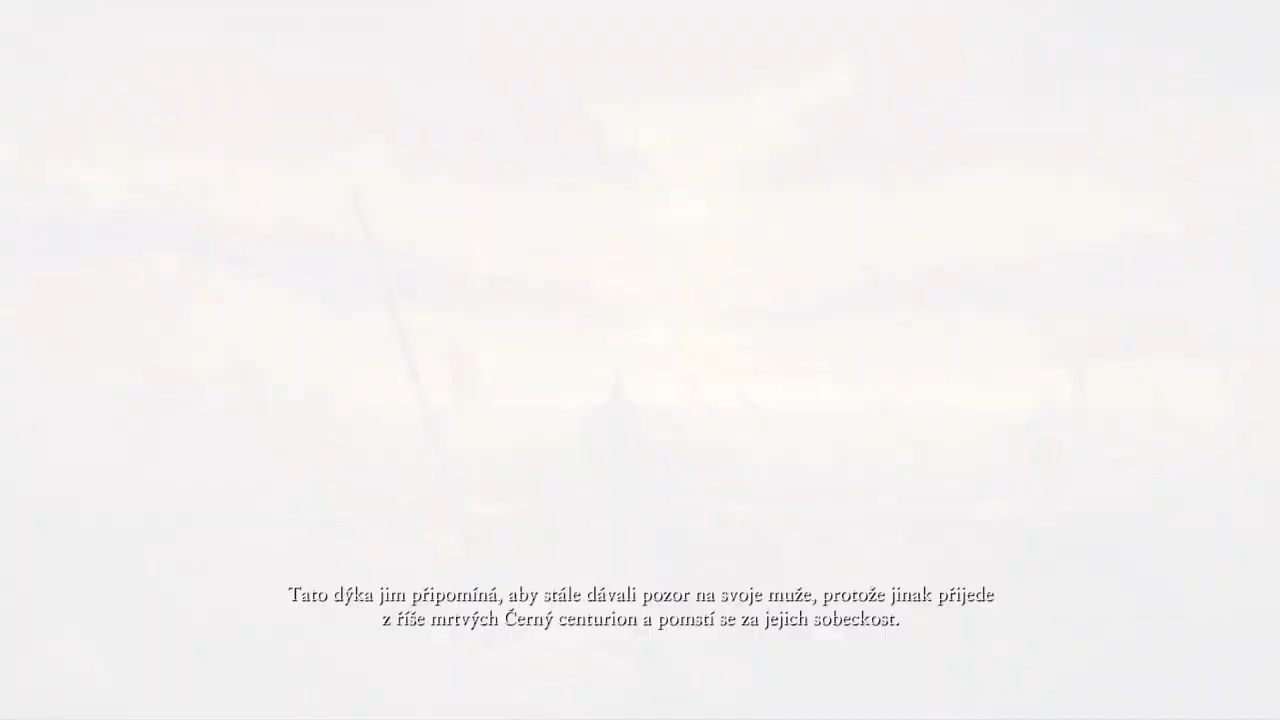 Tato dýka jim připomíná, aby stále dávali pozor na svoje muže, protože jinak přijede
z říše mrtvých Černý centurion a pomstí se za jejich sobeckost.